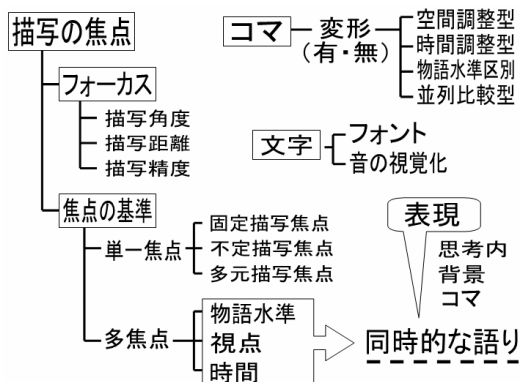 描写の焦点
フォーカス
描写角度
描写距離
描写精度
焦点の基準
単一焦点
固定描写焦点
不定描写焦点
多元描写焦点
多焦点
物語水準
視点
時間
コマ
変形
(有・無)
空間調整型
時間調整型
物語水準区別
並列比較型
文字
フォント
音の視覚化
表現
思考内
背景
コマ
同時的な語り